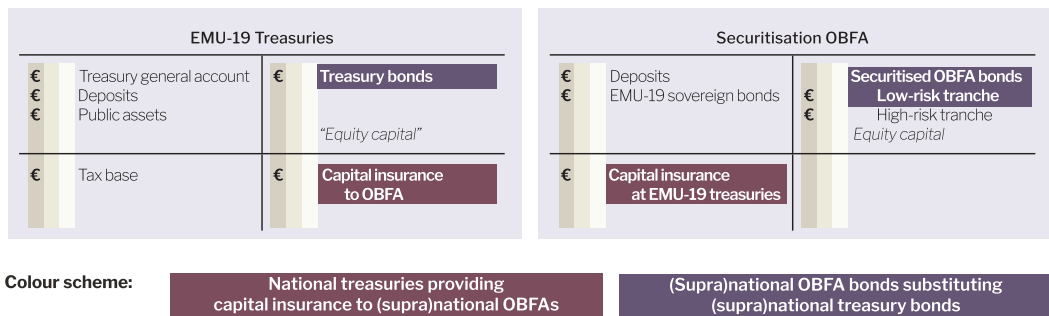 EMU-19 Treasuries
€ Treasury general account
€ Deposits
€ Public assets
€ Treasury bonds
“Equity capital”
€ Tax base
€ Capital insurance
to OBFA
Securitisation OBFA
€ Deposits
€ EMU-19 sovereign bonds
Securitised OBFA bonds
€ Low-risk tranche
€ High-risk tranche
Equity capital
€ Capital insurance
at EMU-19 treasuries
Colour scheme:
National treasuries providing
capital insurance to (supra)national OBFAs
(Supra)national OBFA bonds substituting
(supra)national treasury bonds